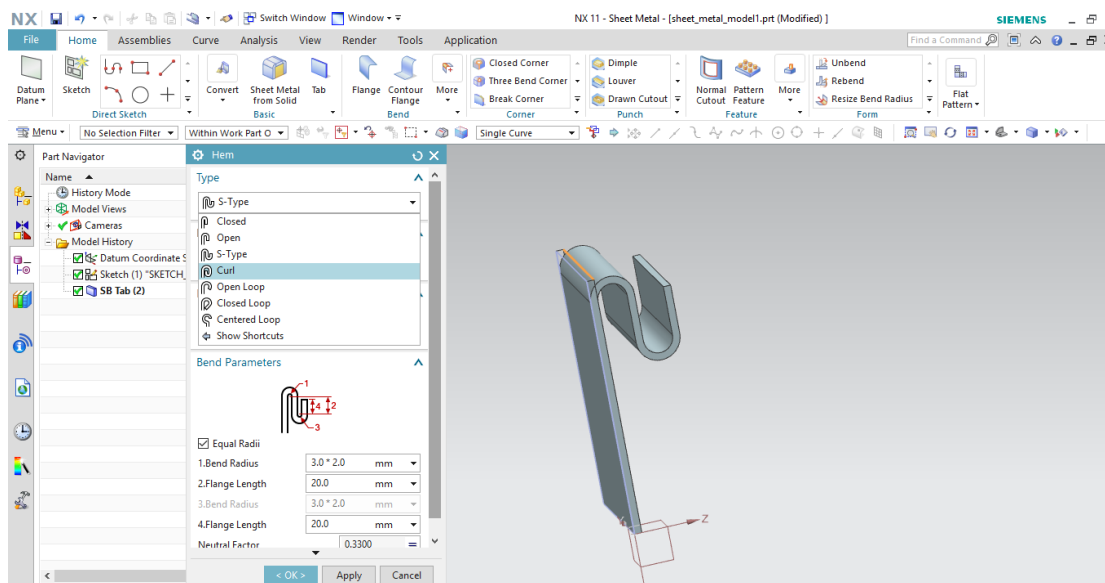 NX Switch Window Window NX 11 - Sheet Metal - [sheet_metal_model1.prt (Modified) ] SIEMENS
File Home Assemblies Curve Analysis View Render Tools Application Find a Command
Datum Plane
Sketch
Direct Sketch
Convert
Sheet Metal from Solid
Tab
Basic
Flange
Contour Flange
More
Bend
Closed Corner
Three Bend Corner
Break Corner
Corner
Dimple
Louver
Drawn Cutout
Punch
Normal Cutout
Pattern Feature
More
Feature
Unbend
Rebend
Resize Bend Radius
Form
Flat Pattern
Menu No Selection Filter Within Work Part O Single Curve
Part Navigator
Name
History Mode
Model Views
Cameras
Model History
Datum Coordinate S
Sketch (1) "SKETCH_
SB Tab (2)
Hem
Type
S-Type
Closed
Open
S-Type
Curl
Open Loop
Closed Loop
Centered Loop
Show Shortcuts
Bend Parameters
1
4 2
3
Equal Radii
1.Bend Radius 3.0 * 2.0 mm
2.Flange Length 20.0 mm
3.Bend Radius 3.0 * 2.0 mm
4.Flange Length 20.0 mm
Neutral Factor 0.3300 =
< OK > Apply Cancel
Z